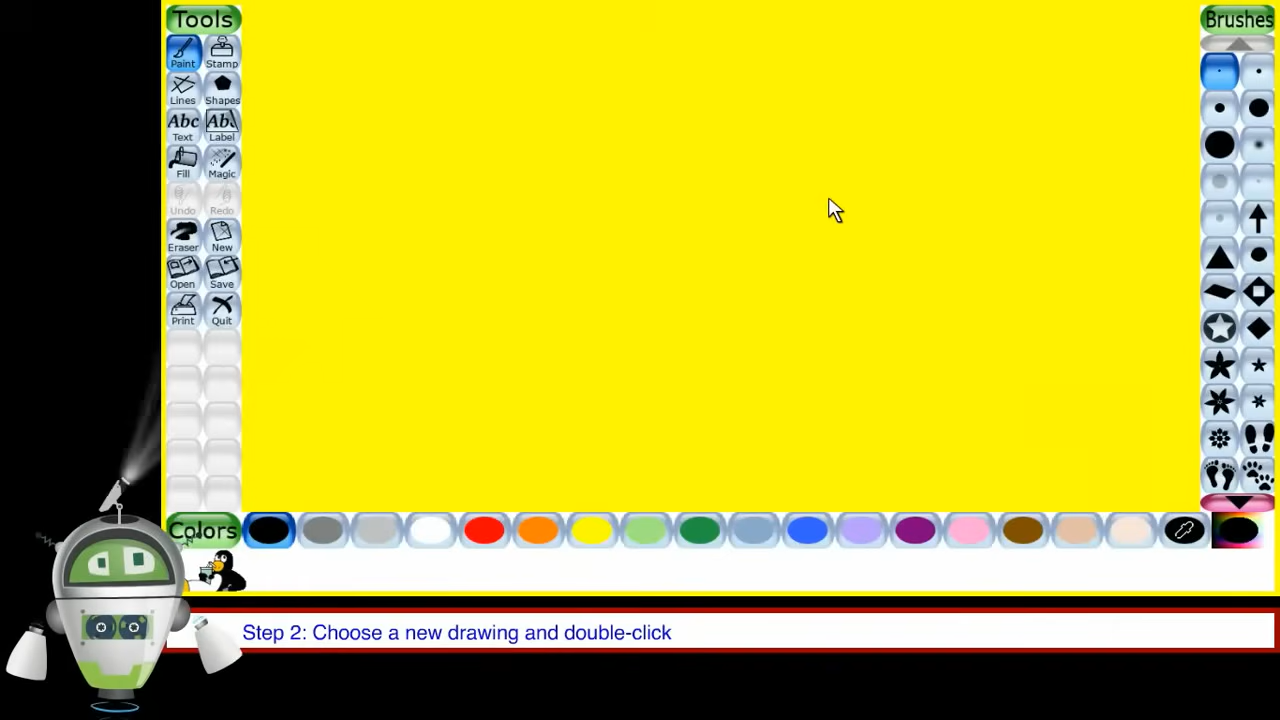 Tools
Brushes
Paint
Stamp
Lines
Shapes
Abc
Abc
Text
Label
Fill
Magic
Undo
Redo
Eraser
New
Open
Save
Print
Quit
Colors
Step 2: Choose a new drawing and double-click